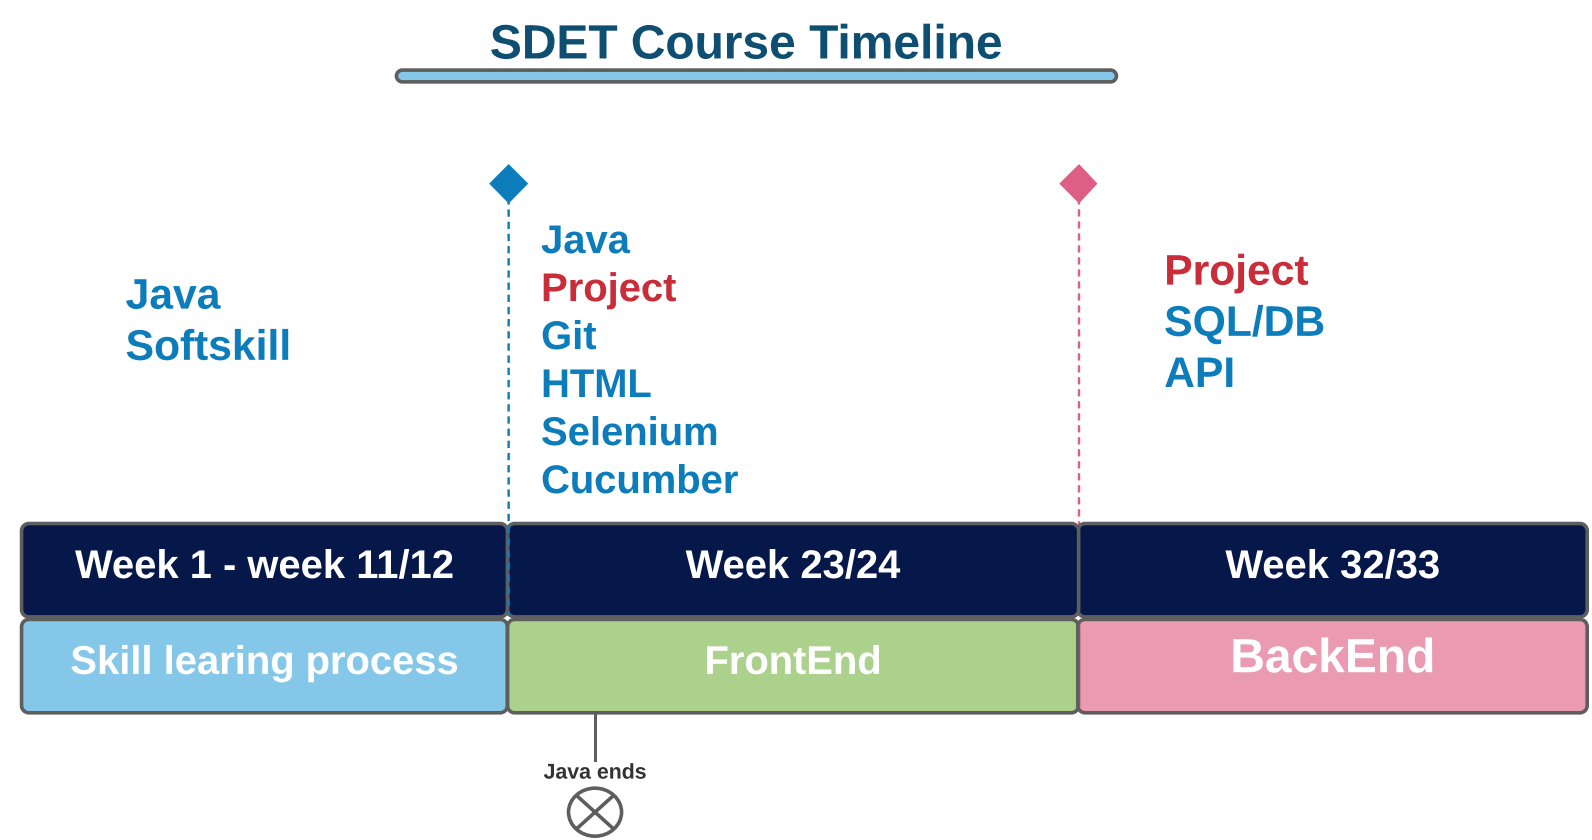 SDET Course Timeline
Java
Softskill
Java
Project
Git
HTML
Selenium
Cucumber
Project
SQL/DB
API
Week 1 - week 11/12
Week 23/24
Week 32/33
Skill learing process
FrontEnd
BackEnd
Java ends